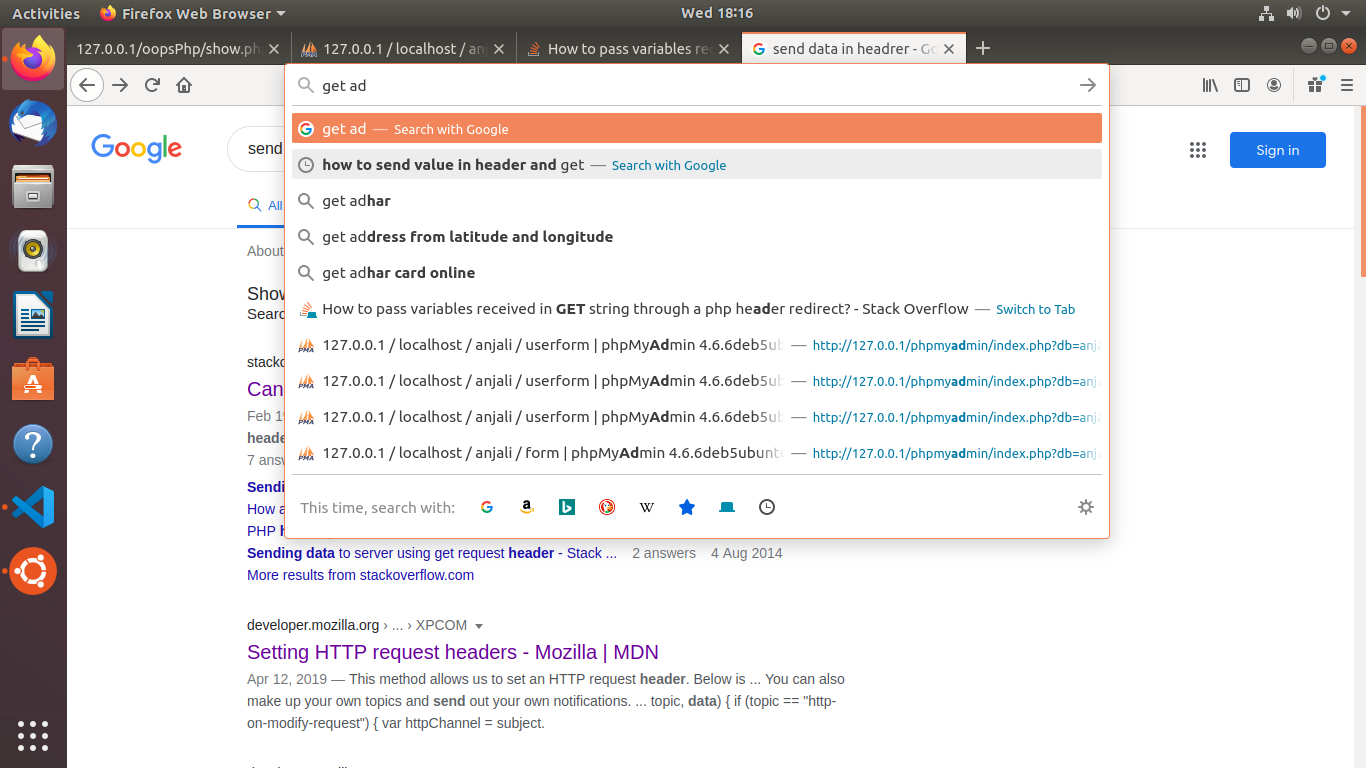 Activities Firefox Web Browser Wed 18:16
127.0.0.1/oopsPhp/show.ph 127.0.0.1 / localhost / anj How to pass variables rec send data in headrer - Go
get ad
get ad — Search with Google
how to send value in header and get — Search with Google
get adhar
get address from latitude and longitude
get adhar card online
How to pass variables received in GET string through a php header redirect? - Stack Overflow — Switch to Tab
127.0.0.1 / localhost / anjali / userform | phpMyAdmin 4.6.6deb5ub — http://127.0.0.1/phpmyadmin/index.php?db=anja
127.0.0.1 / localhost / anjali / userform | phpMyAdmin 4.6.6deb5ub — http://127.0.0.1/phpmyadmin/index.php?db=anja
127.0.0.1 / localhost / anjali / userform | phpMyAdmin 4.6.6deb5ub — http://127.0.0.1/phpmyadmin/index.php?db=anja
127.0.0.1 / localhost / anjali / form | phpMyAdmin 4.6.6deb5ubuntu — http://127.0.0.1/phpmyadmin/index.php?db=anja
This time, search with:
Google send Sign in
All
About
Show
Searc
stacko
Can
Feb 19
heade
7 answ
Sendi
How a
PHP h
Sending data to server using get request header - Stack ... 2 answers 4 Aug 2014
More results from stackoverflow.com
developer.mozilla.org › ... › XPCOM
Setting HTTP request headers - Mozilla | MDN
Apr 12, 2019 — This method allows us to set an HTTP request header. Below is ... You can also
make up your own topics and send out your own notifications. ... topic, data) { if (topic == "http-
on-modify-request") { var httpChannel = subject.